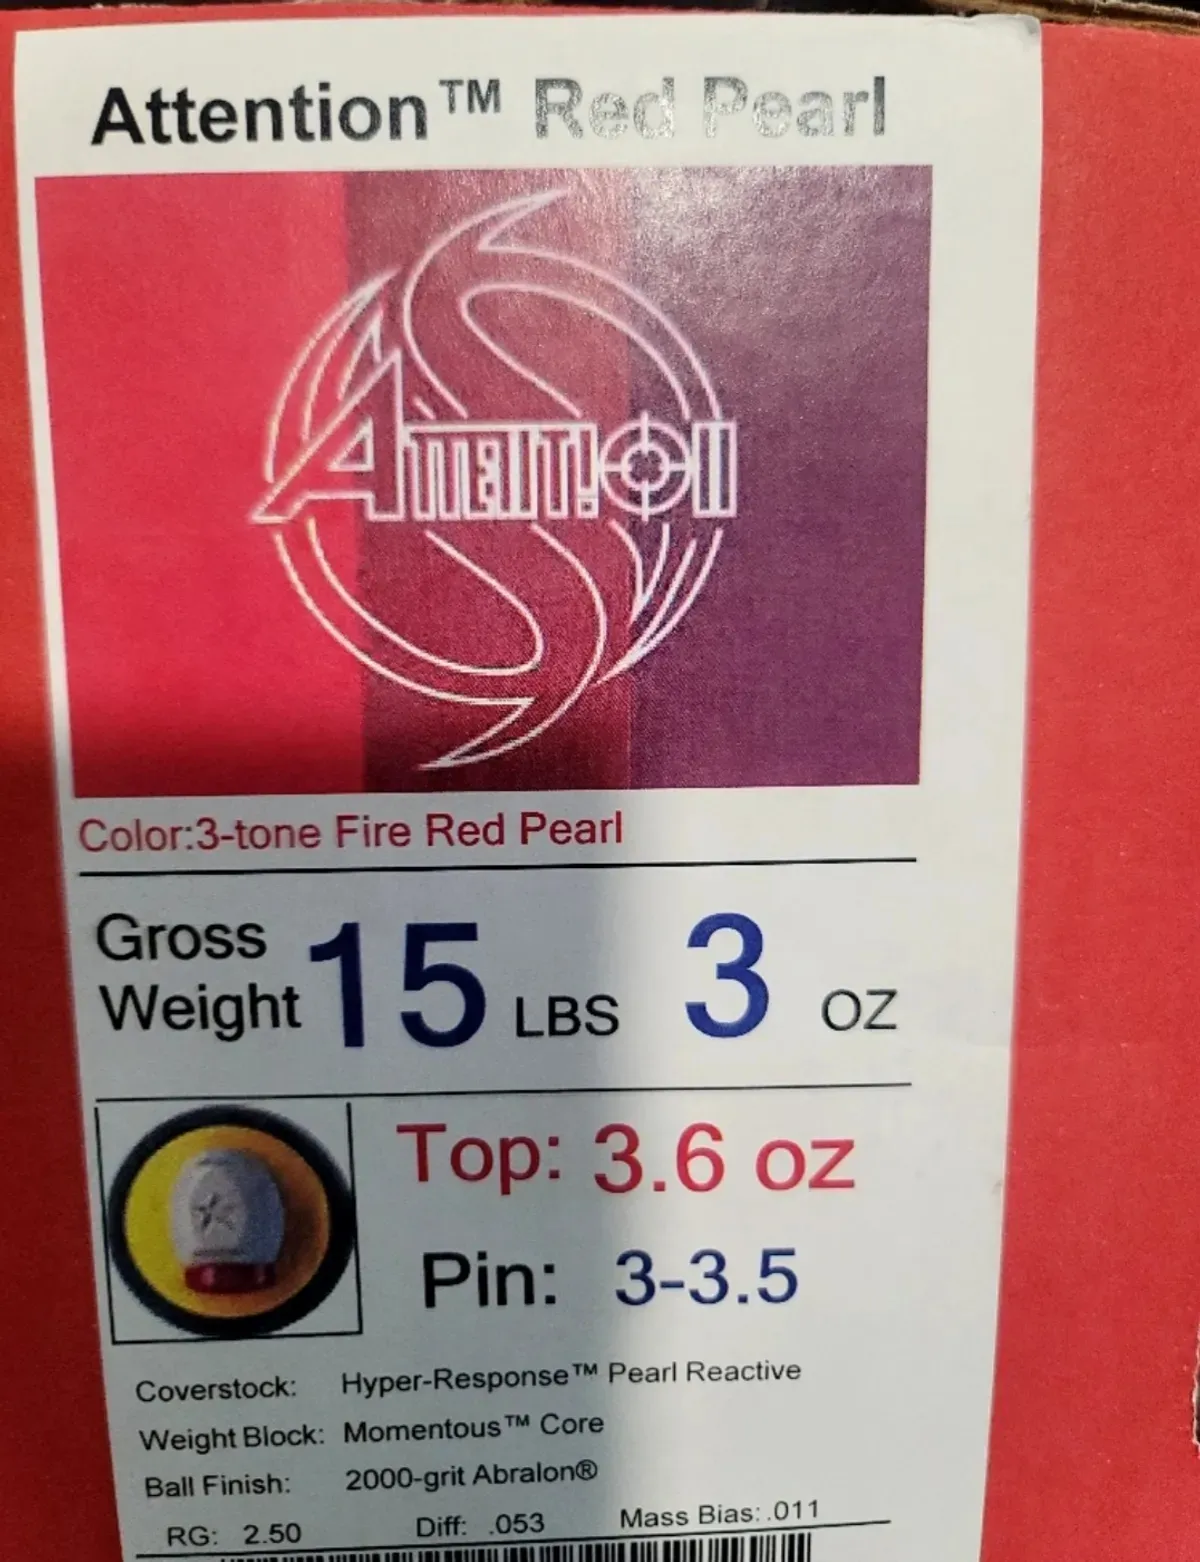 Attention™ Red Pearl
ATTENT!ON
Color:3-tone Fire Red Pearl
Gross
Weight 15 LBS 3 OZ
Top: 3.6 oz
Pin: 3-3.5
Coverstock: Hyper-Response™ Pearl Reactive
Weight Block: Momentous™ Core
Ball Finish: 2000-grit Abralon®
RG: 2.50 Diff: .053 Mass Bias: .011